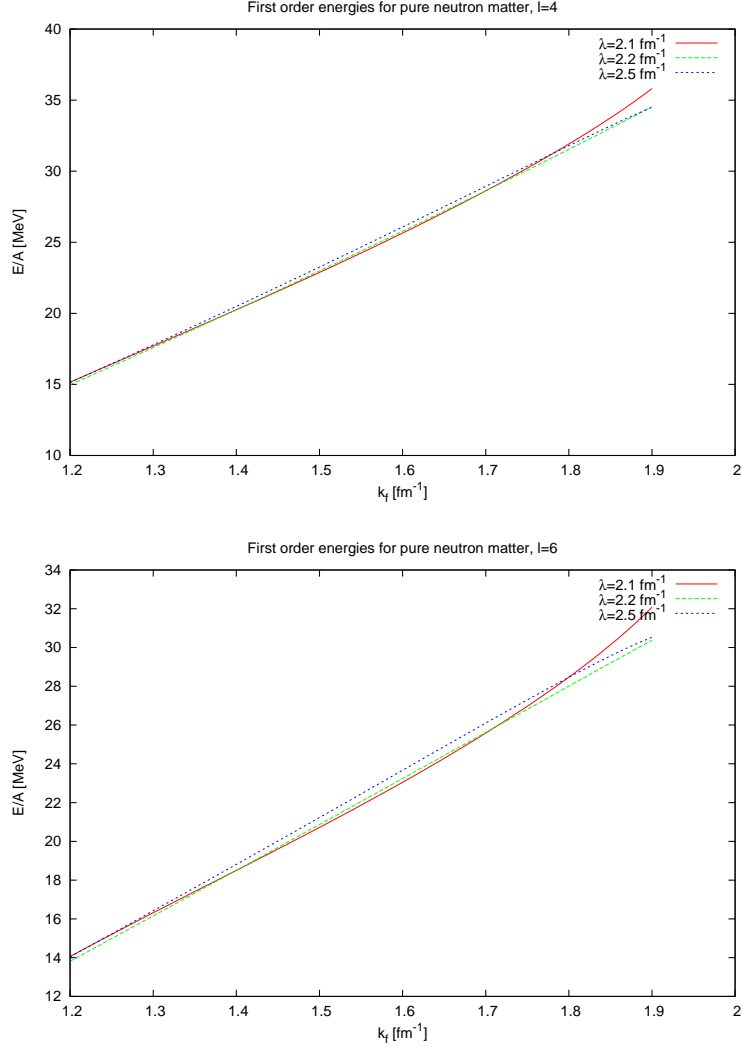 First order energies for pure neutron matter, l=4
λ=2.1 fm⁻¹
λ=2.2 fm⁻¹
λ=2.5 fm⁻¹
40
35
30
25
20
15
10
E/A [MeV]
1.2 1.3 1.4 1.5 1.6 1.7 1.8 1.9 2
k_f [fm⁻¹]
First order energies for pure neutron matter, l=6
λ=2.1 fm⁻¹
λ=2.2 fm⁻¹
λ=2.5 fm⁻¹
34
32
30
28
26
24
22
20
18
16
14
12
E/A [MeV]
1.2 1.3 1.4 1.5 1.6 1.7 1.8 1.9 2
k_f [fm⁻¹]